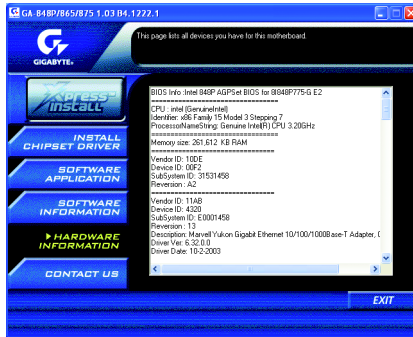 GA-848P/865/875 1.03 B4.1222.1
This page lists all devices you have for this motherboard.
GIGABYTE
Xpress
install
INSTALL
CHIPSET DRIVER
SOFTWARE
APPLICATION
SOFTWARE
INFORMATION
HARDWARE
INFORMATION
CONTACT US
BIOS Info :Intel 848P AGPSet BIOS for 8I848P775-G E2
==================================
CPU : intel (GenuineIntel)
Identifier: x86 Family 15 Model 3 Stepping 7
ProcessorNameString: Genuine Intel(R) CPU 3.20GHz
==================================
Memory size: 261,612 KB RAM
==================================
Vendor ID: 10DE
Device ID: 00F2
SubSystem ID: 31531458
Reversion : A2
==================================
Vendor ID: 11AB
Device ID: 4320
SubSystem ID: E0001458
Reversion : 13
Description: Marvell Yukon Gigabit Ethernet 10/100/1000Base-T Adapter, C
Driver Ver: 6.32.0.0
Driver Date: 10-2-2003
EXIT